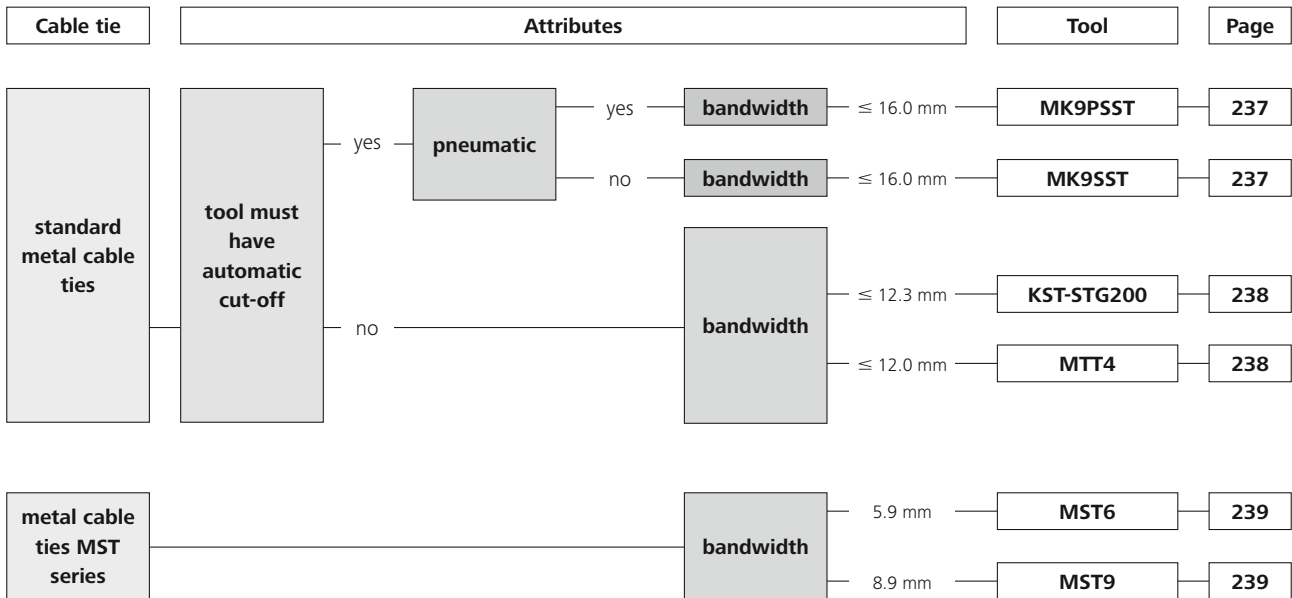 Cable tie
Attributes
Tool
Page
standard
metal cable
ties
tool must
have
automatic
cut-off
yes
pneumatic
yes
bandwidth
≤ 16.0 mm
MK9PSST
237
no
bandwidth
≤ 16.0 mm
MK9SST
237
no
bandwidth
≤ 12.3 mm
KST-STG200
238
≤ 12.0 mm
MTT4
238
metal cable
ties MST
series
bandwidth
5.9 mm
MST6
239
8.9 mm
MST9
239